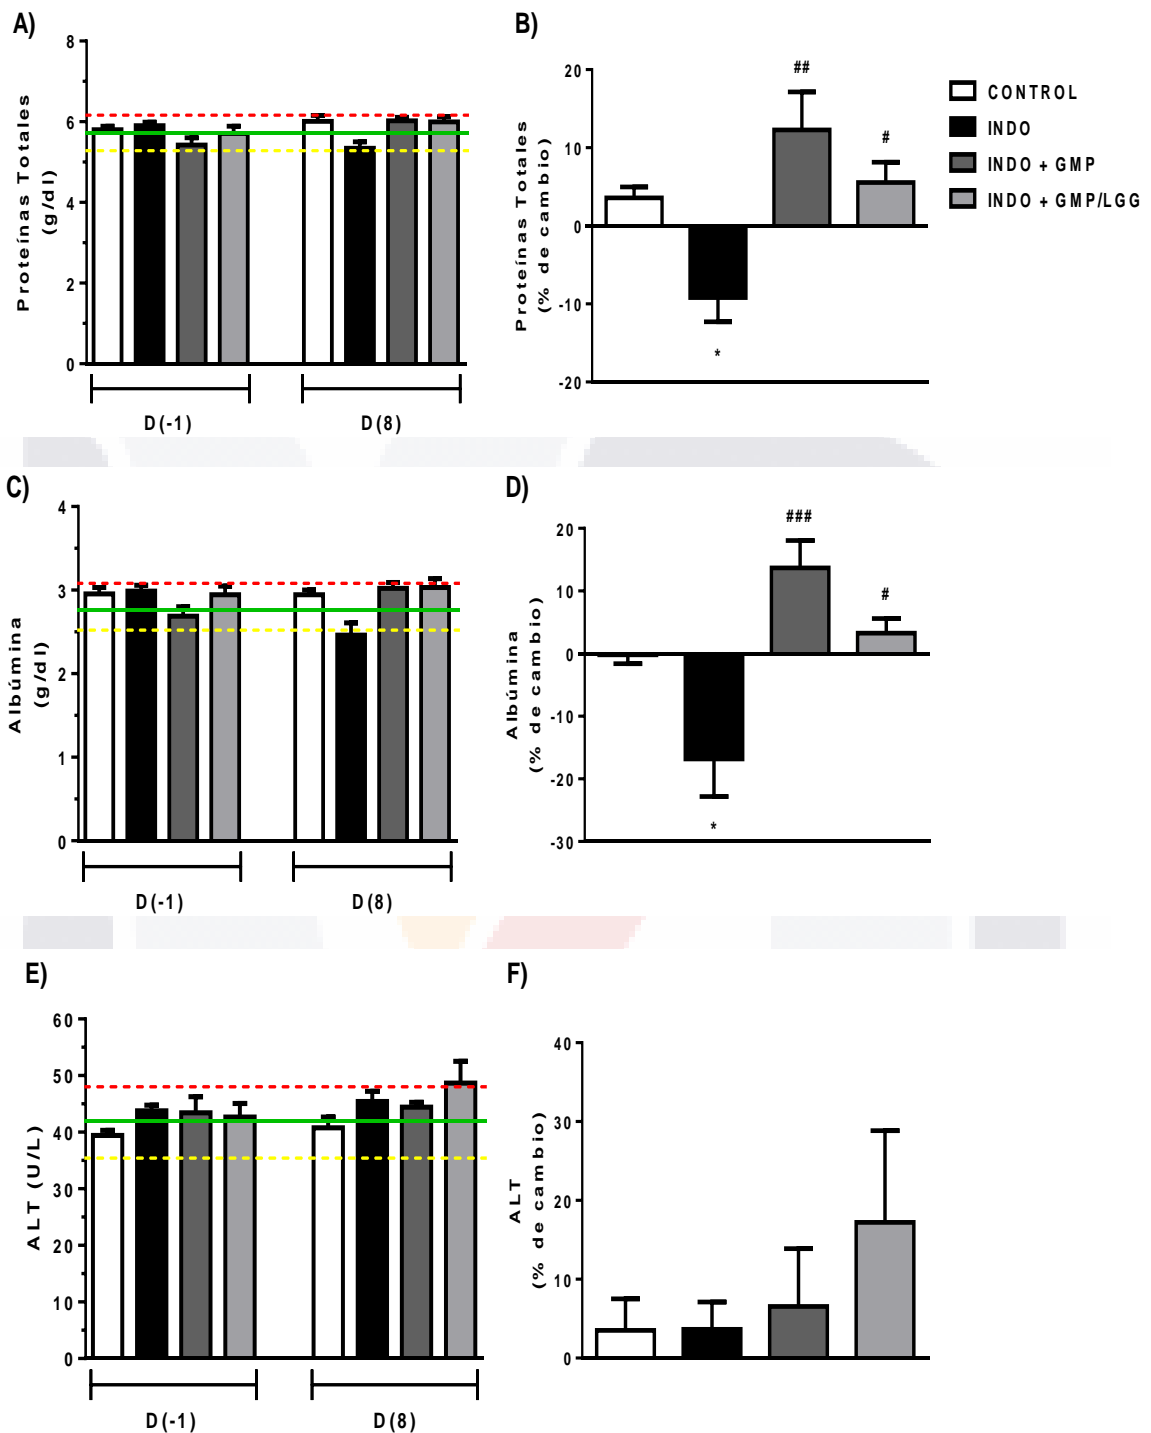 A)
Proteínas Totales
(g/dl)
8
6
4
2
0
D(-1)
D(8)
B)
Proteínas Totales
(% de cambio)
20
10
0
-10
-20
##
#
*
CONTROL
INDO
INDO + GMP
INDO + GMP/LGG
C)
Albúmina
(g/dl)
4
3
2
1
0
D(-1)
D(8)
D)
Albúmina
(% de cambio)
20
10
0
-10
-20
-30
###
#
*
E)
ALT (U/L)
60
50
40
30
20
10
0
D(-1)
D(8)
F)
ALT
(% de cambio)
40
30
20
10
0